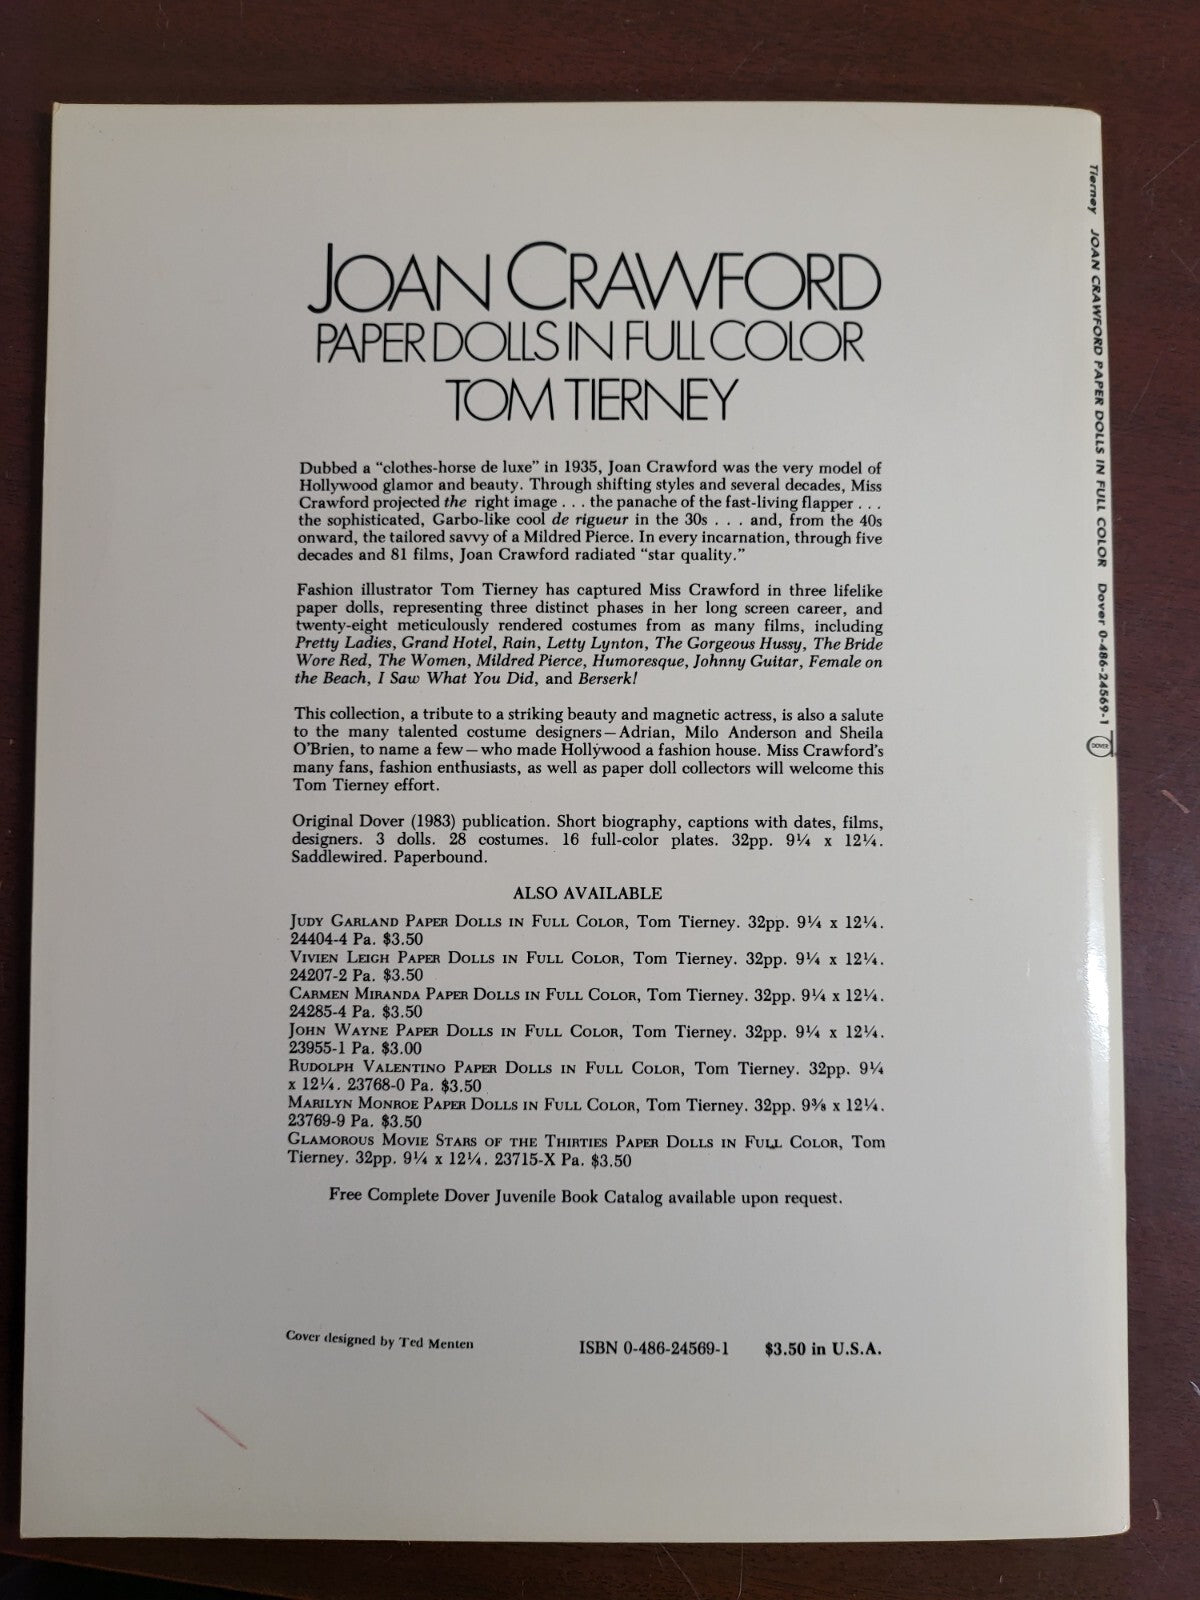 JOAN CRAWFORD
PAPER DOLLS IN FULL COLOR
TOM TIERNEY
Dubbed a “clothes-horse de luxe” in 1935, Joan Crawford was the very model of
Hollywood glamor and beauty. Through shifting styles and several decades, Miss
Crawford projected the right image . . . the panache of the fast-living flapper . . .
the sophisticated, Garbo-like cool de rigueur in the 30s . . . and, from the 40s
onward, the tailored savvy of a Mildred Pierce. In every incarnation, through five
decades and 81 films, Joan Crawford radiated “star quality.”
Fashion illustrator Tom Tierney has captured Miss Crawford in three lifelike
paper dolls, representing three distinct phases in her long screen career, and
twenty-eight meticulously rendered costumes from as many films, including
Pretty Ladies, Grand Hotel, Rain, Letty Lynton, The Gorgeous Hussy, The Bride
Wore Red, The Women, Mildred Pierce, Humoresque, Johnny Guitar, Female on
the Beach, I Saw What You Did, and Berserk!
This collection, a tribute to a striking beauty and magnetic actress, is also a salute
to the many talented costume designers—Adrian, Milo Anderson and Sheila
O’Brien, to name a few—who made Hollywood a fashion house. Miss Crawford’s
many fans, fashion enthusiasts, as well as paper doll collectors will welcome this
Tom Tierney effort.
Original Dover (1983) publication. Short biography, captions with dates, films,
designers. 3 dolls. 28 costumes. 16 full-color plates. 32pp. 9¼ x 12¼.
Saddlewired. Paperbound.
ALSO AVAILABLE
JUDY GARLAND PAPER DOLLS IN FULL COLOR, Tom Tierney. 32pp. 9¼ x 12¼.
24404-4 Pa. $3.50
VIVIEN LEIGH PAPER DOLLS IN FULL COLOR, Tom Tierney. 32pp. 9¼ x 12¼.
24207-2 Pa. $3.50
CARMEN MIRANDA PAPER DOLLS IN FULL COLOR, Tom Tierney. 32pp. 9¼ x 12¼.
24285-4 Pa. $3.50
JOHN WAYNE PAPER DOLLS IN FULL COLOR, Tom Tierney. 32pp. 9¼ x 12¼.
23955-1 Pa. $3.00
RUDOLPH VALENTINO PAPER DOLLS IN FULL COLOR, Tom Tierney. 32pp. 9¼
x 12¼. 23768-0 Pa. $3.50
MARILYN MONROE PAPER DOLLS IN FULL COLOR, Tom Tierney. 32pp. 9⅜ x 12¼.
23769-9 Pa. $3.50
GLAMOROUS MOVIE STARS OF THE THIRTIES PAPER DOLLS IN FULL COLOR, Tom
Tierney. 32pp. 9¼ x 12¼. 23715-X Pa. $3.50
Free Complete Dover Juvenile Book Catalog available upon request.
Cover designed by Ted Menten
ISBN 0-486-24569-1 $3.50 in U.S.A.
Tierney JOAN CRAWFORD PAPER DOLLS IN FULL COLOR Dover 0-486-24569-1
DOVER